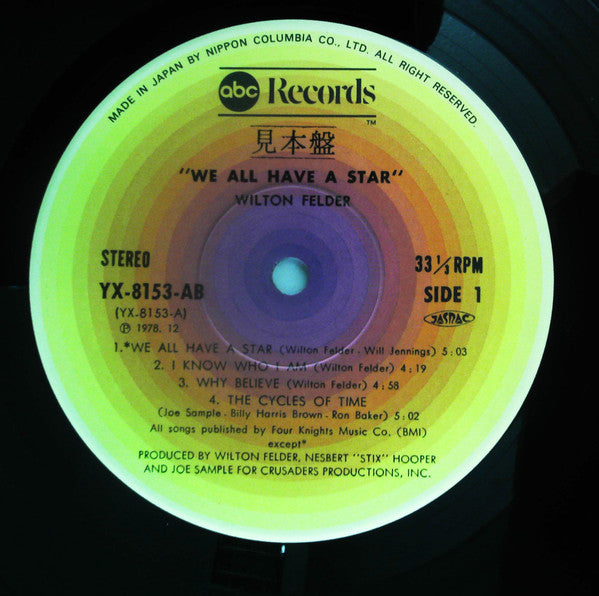 MADE IN JAPAN BY NIPPON COLUMBIA CO., LTD. ALL RIGHT RESERVED.
abc Records
TM
見本盤
"WE ALL HAVE A STAR"
WILTON FELDER
STEREO
33 1/3 RPM
YX-8153-AB
SIDE 1
(YX-8153-A)
JASRAC
Ⓟ 1978. 12
1.*WE ALL HAVE A STAR (Wilton Felder - Will Jennings) 5:03
2. I KNOW WHO I AM (Wilton Felder) 4:19
3. WHY BELIEVE (Wilton Felder) 4:58
4. THE CYCLES OF TIME
(Joe Sample - Billy Harris Brown - Ron Baker) 5:02
All songs published by Four Knights Music Co. (BMI)
except*
PRODUCED BY WILTON FELDER, NESBERT "STIX" HOOPER
AND JOE SAMPLE FOR CRUSADERS PRODUCTIONS, INC.